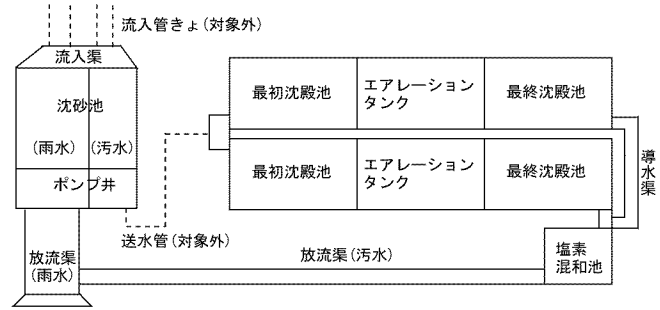 流入管きょ(対象外)
流入渠
沈砂池
(雨水)
(汚水)
ポンプ井
送水管(対象外)
放流渠
(雨水)
放流渠(汚水)
最初沈殿池
エアレーション
タンク
最終沈殿池
最初沈殿池
エアレーション
タンク
最終沈殿池
導水渠
塩素
混和池